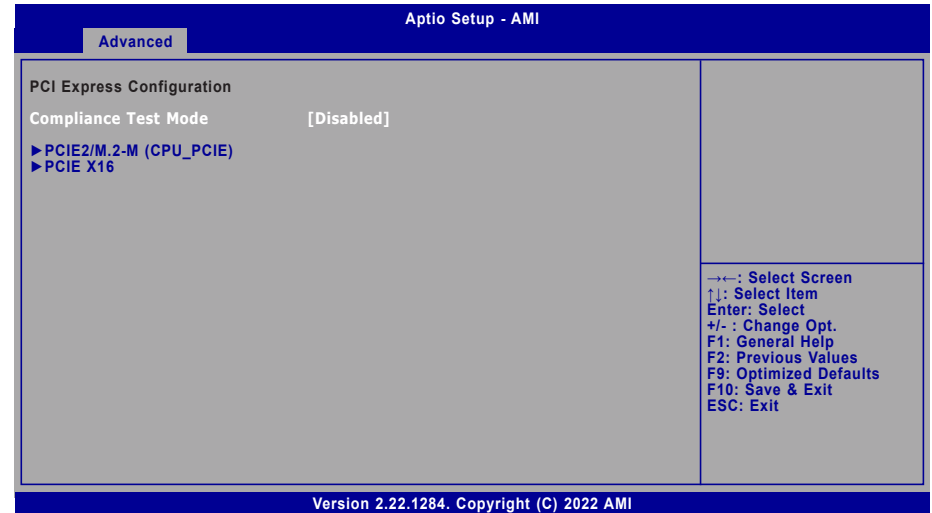 Aptio Setup - AMI
Advanced
PCI Express Configuration
Compliance Test Mode [Disabled]
►PCIE2/M.2-M (CPU_PCIE)
►PCIE X16
→←: Select Screen
↑↓: Select Item
Enter: Select
+/- : Change Opt.
F1: General Help
F2: Previous Values
F9: Optimized Defaults
F10: Save & Exit
ESC: Exit
Version 2.22.1284. Copyright (C) 2022 AMI